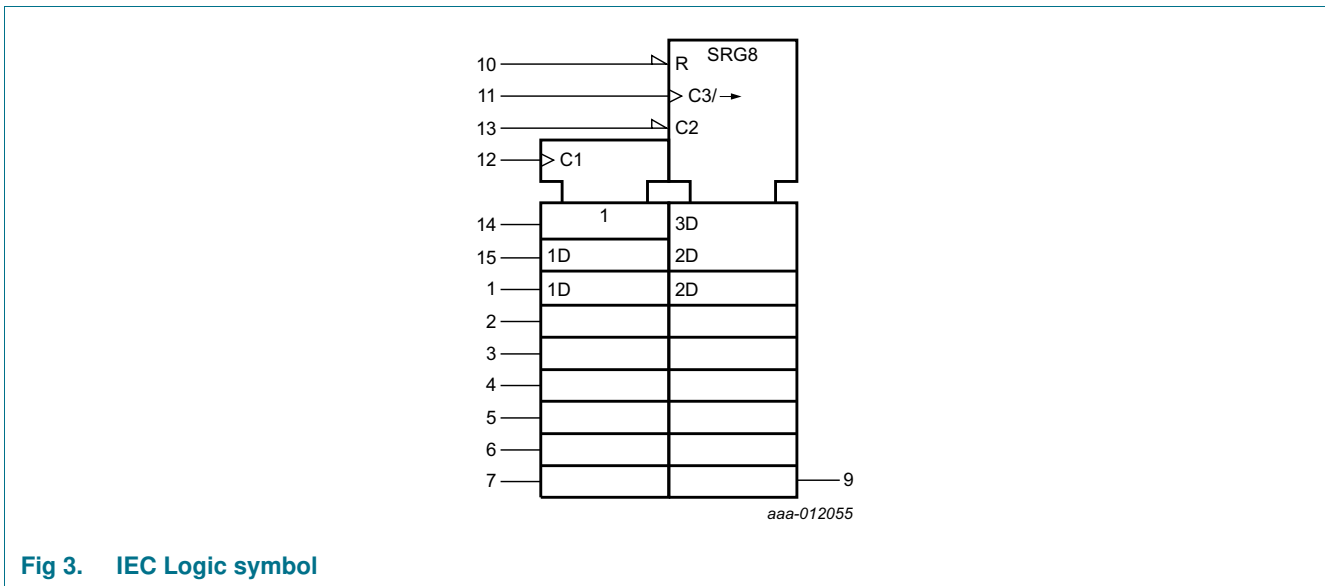 SRG8
10 R
11 C3/→
13 C2
12 C1
14 1 3D
15 1D 2D
1 1D 2D
2
3
4
5
6
7 9
aaa-012055
Fig 3. IEC Logic symbol